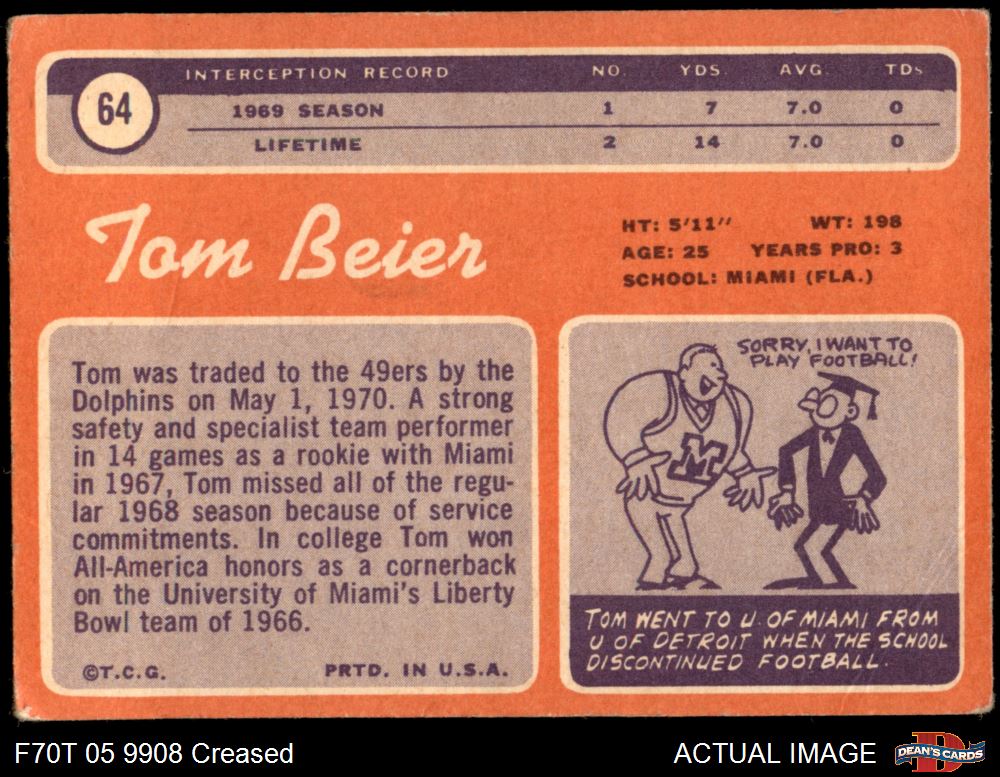 64
INTERCEPTION RECORD NO. YDS. AVG. TDs
1969 SEASON 1 7 7.0 0
LIFETIME 2 14 7.0 0
Tom Beier
HT: 5'11" WT: 198
AGE: 25 YEARS PRO: 3
SCHOOL: MIAMI (FLA.)
Tom was traded to the 49ers by the
Dolphins on May 1, 1970. A strong
safety and specialist team performer
in 14 games as a rookie with Miami
in 1967, Tom missed all of the regu-
lar 1968 season because of service
commitments. In college Tom won
All-America honors as a cornerback
on the University of Miami's Liberty
Bowl team of 1966.
©T.C.G. PRTD. IN U.S.A.
SORRY, I WANT TO
PLAY FOOTBALL!
M
TOM WENT TO U. OF MIAMI FROM
U OF DETROIT WHEN THE SCHOOL
DISCONTINUED FOOTBALL.
F70T 05 9908 Creased
ACTUAL IMAGE
DEAN'S CARDS